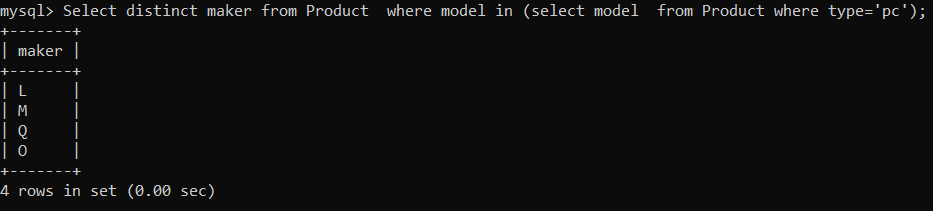 mysql> Select distinct maker from Product  where model in (select model  from Product where type='pc');
+-------+
| maker |
+-------+
| L     |
| M     |
| Q     |
| O     |
+-------+
4 rows in set (0.00 sec)